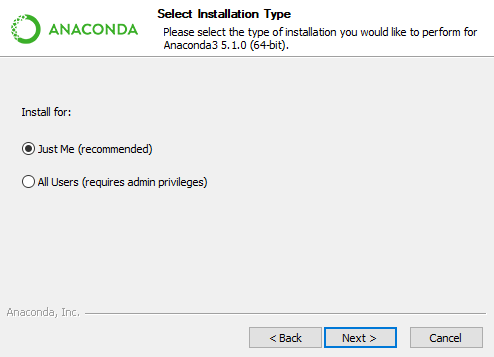 ANACONDA
Select Installation Type
Please select the type of installation you would like to perform for
Anaconda3 5.1.0 (64-bit).
Install for:
Just Me (recommended)
All Users (requires admin privileges)
Anaconda, Inc.
< Back
Next >
Cancel